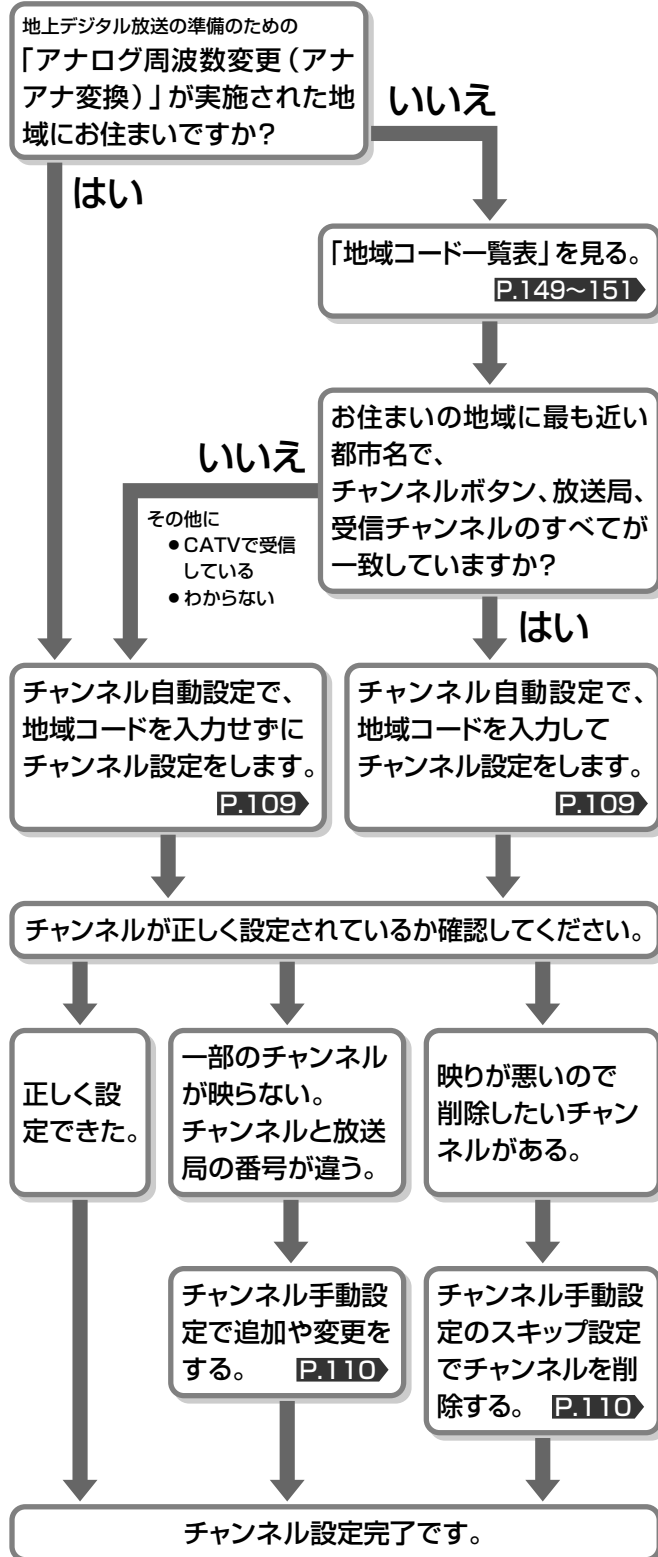 地上デジタル放送の準備のための
「アナログ周波数変更(アナ
アナ変換)」が実施された地
域にお住まいですか?
いいえ
はい
「地域コード一覧表」を見る。
P.149〜151
お住まいの地域に最も近い
都市名で、
チャンネルボタン、放送局、
受信チャンネルのすべてが
一致していますか?
いいえ
その他に
●CATVで受信
している
●わからない
はい
チャンネル自動設定で、
地域コードを入力せずに
チャンネル設定をします。
P.109
チャンネル自動設定で、
地域コードを入力して
チャンネル設定をします。
P.109
チャンネルが正しく設定されているか確認してください。
正しく設
定できた。
一部のチャンネル
が映らない。
チャンネルと放送
局の番号が違う。
映りが悪いので
削除したいチャン
ネルがある。
チャンネル手動設
定で追加や変更を
する。 P.110
チャンネル手動設
定のスキップ設定
でチャンネルを削
除する。 P.110
チャンネル設定完了です。